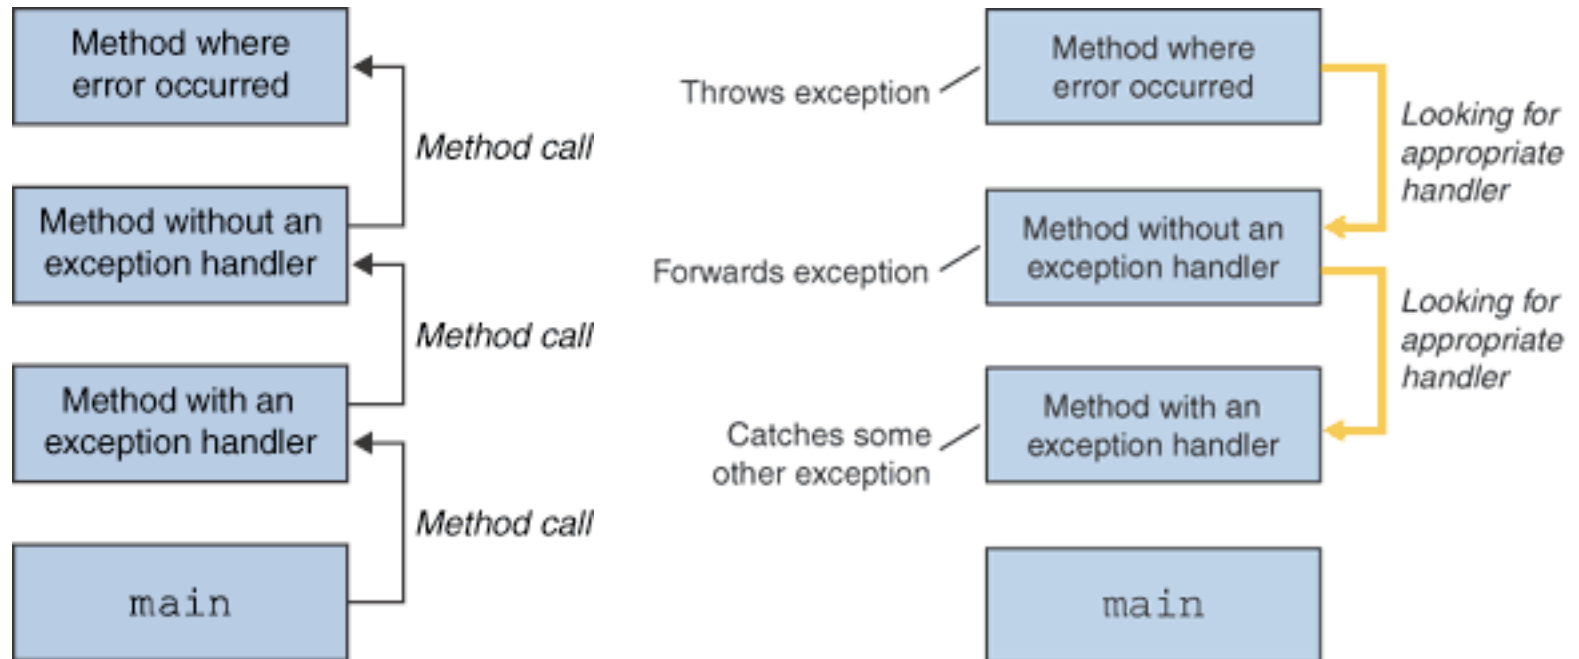 Method where
error occurred
Method call
Method without an
exception handler
Method call
Method with an
exception handler
Method call
main
Throws exception
Method where
error occurred
Looking for
appropriate
handler
Forwards exception
Method without an
exception handler
Looking for
appropriate
handler
Catches some
other exception
Method with an
exception handler
main